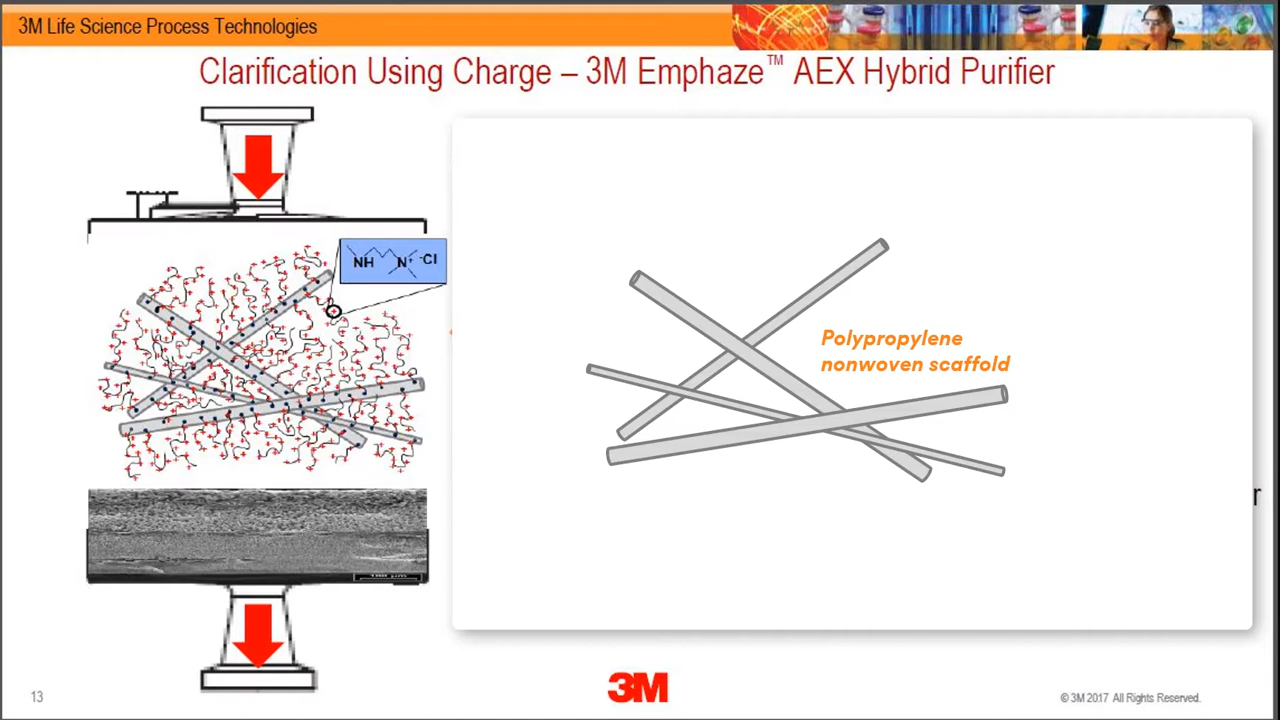 3M Life Science Process Technologies
Clarification Using Charge – 3M Emphaze™ AEX Hybrid Purifier
NH N⁺ ⁻Cl
Polypropylene
nonwoven scaffold
r
3M
13
© 3M 2017 All Rights Reserved.